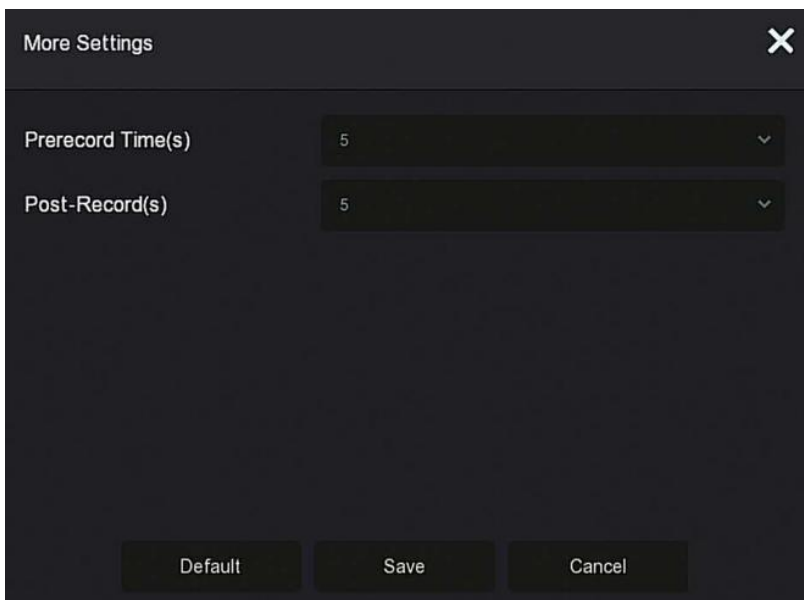 More Settings
Prerecord Time(s) 5
Post-Record(s) 5
Default Save Cancel